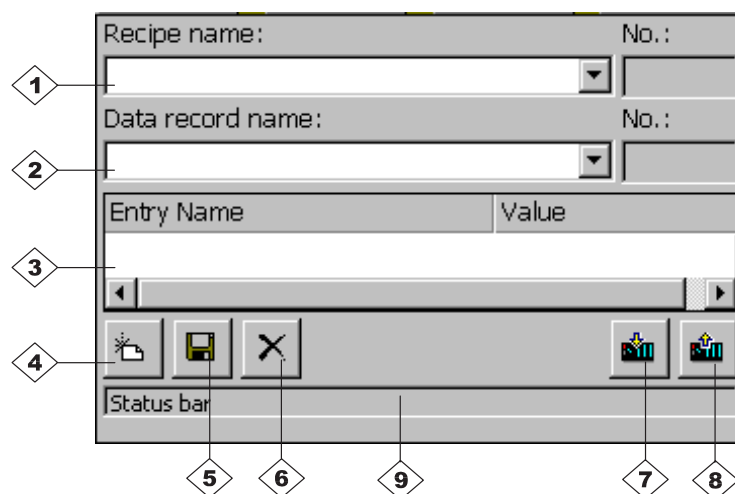 Recipe name: No.:
1
Data record name: No.:
2
Entry Name Value
3
4
Status bar
5 6 9 7 8